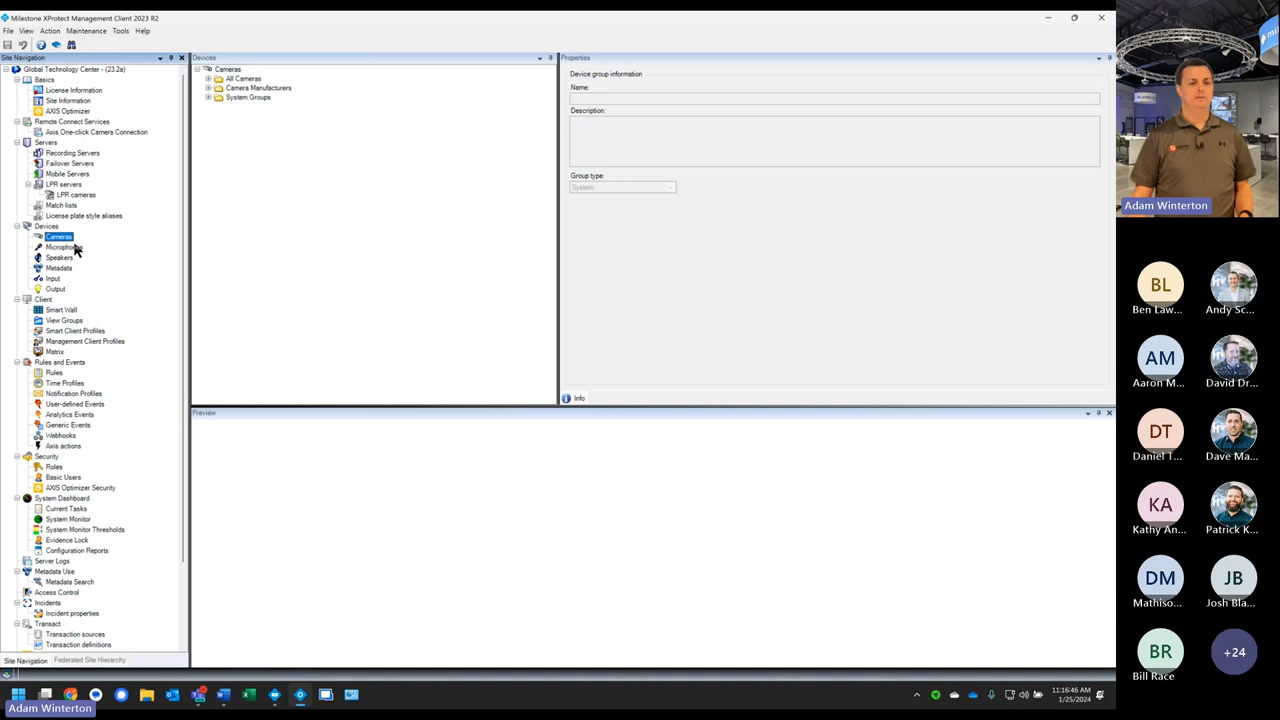 Milestone XProtect Management Client 2023 R2
File View Action Maintenance Tools Help
Site Navigation
Global Technology Center - (23.2a)
Basics
License Information
Site Information
AXIS Optimizer
Remote Connect Services
Axis One-click Camera Connection
Servers
Recording Servers
Failover Servers
Mobile Servers
LPR servers
LPR cameras
Match lists
License plate style aliases
Devices
Cameras
Microphones
Speakers
Metadata
Input
Output
Client
Smart Wall
View Groups
Smart Client Profiles
Management Client Profiles
Matrix
Rules and Events
Rules
Time Profiles
Notification Profiles
User-defined Events
Analytics Events
Generic Events
Webhooks
Axis actions
Security
Roles
Basic Users
AXIS Optimizer Security
System Dashboard
Current Tasks
System Monitor
System Monitor Thresholds
Evidence Lock
Configuration Reports
Server Logs
Metadata Use
Metadata Search
Access Control
Incidents
Incident properties
Transact
Transaction sources
Transaction definitions
Site Navigation Federated Site Hierarchy
Devices
Cameras
All Cameras
Camera Manufacturers
System Groups
Properties
Device group information
Name:
Description:
Group type:
System
Info
Preview
11:16:46 AM
1/25/2024
Adam Winterton
Adam Winterton
BL
Ben Law...
Andy Sc...
AM
Aaron M...
David Dr...
DT
Daniel T...
Dave Ma...
KA
Kathy An...
Patrick K...
DM
Mathiso...
JB
Josh Bla...
BR
Bill Race
+24